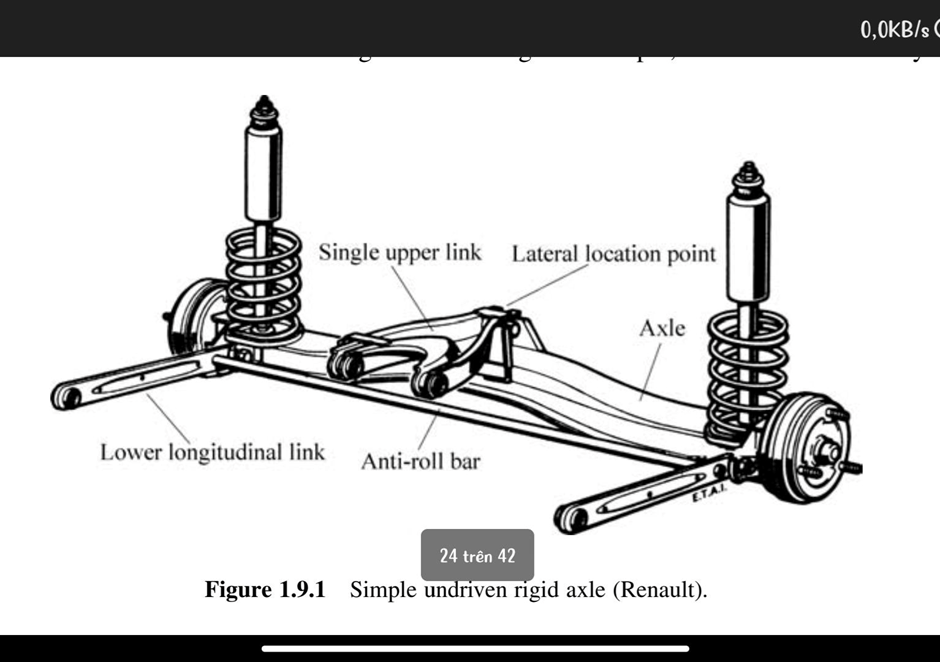 0,0KB/s
Single upper link
Lateral location point
Axle
Lower longitudinal link
Anti-roll bar
E.T.A.I.
24 trên 42
Figure 1.9.1 Simple undriven rigid axle (Renault).